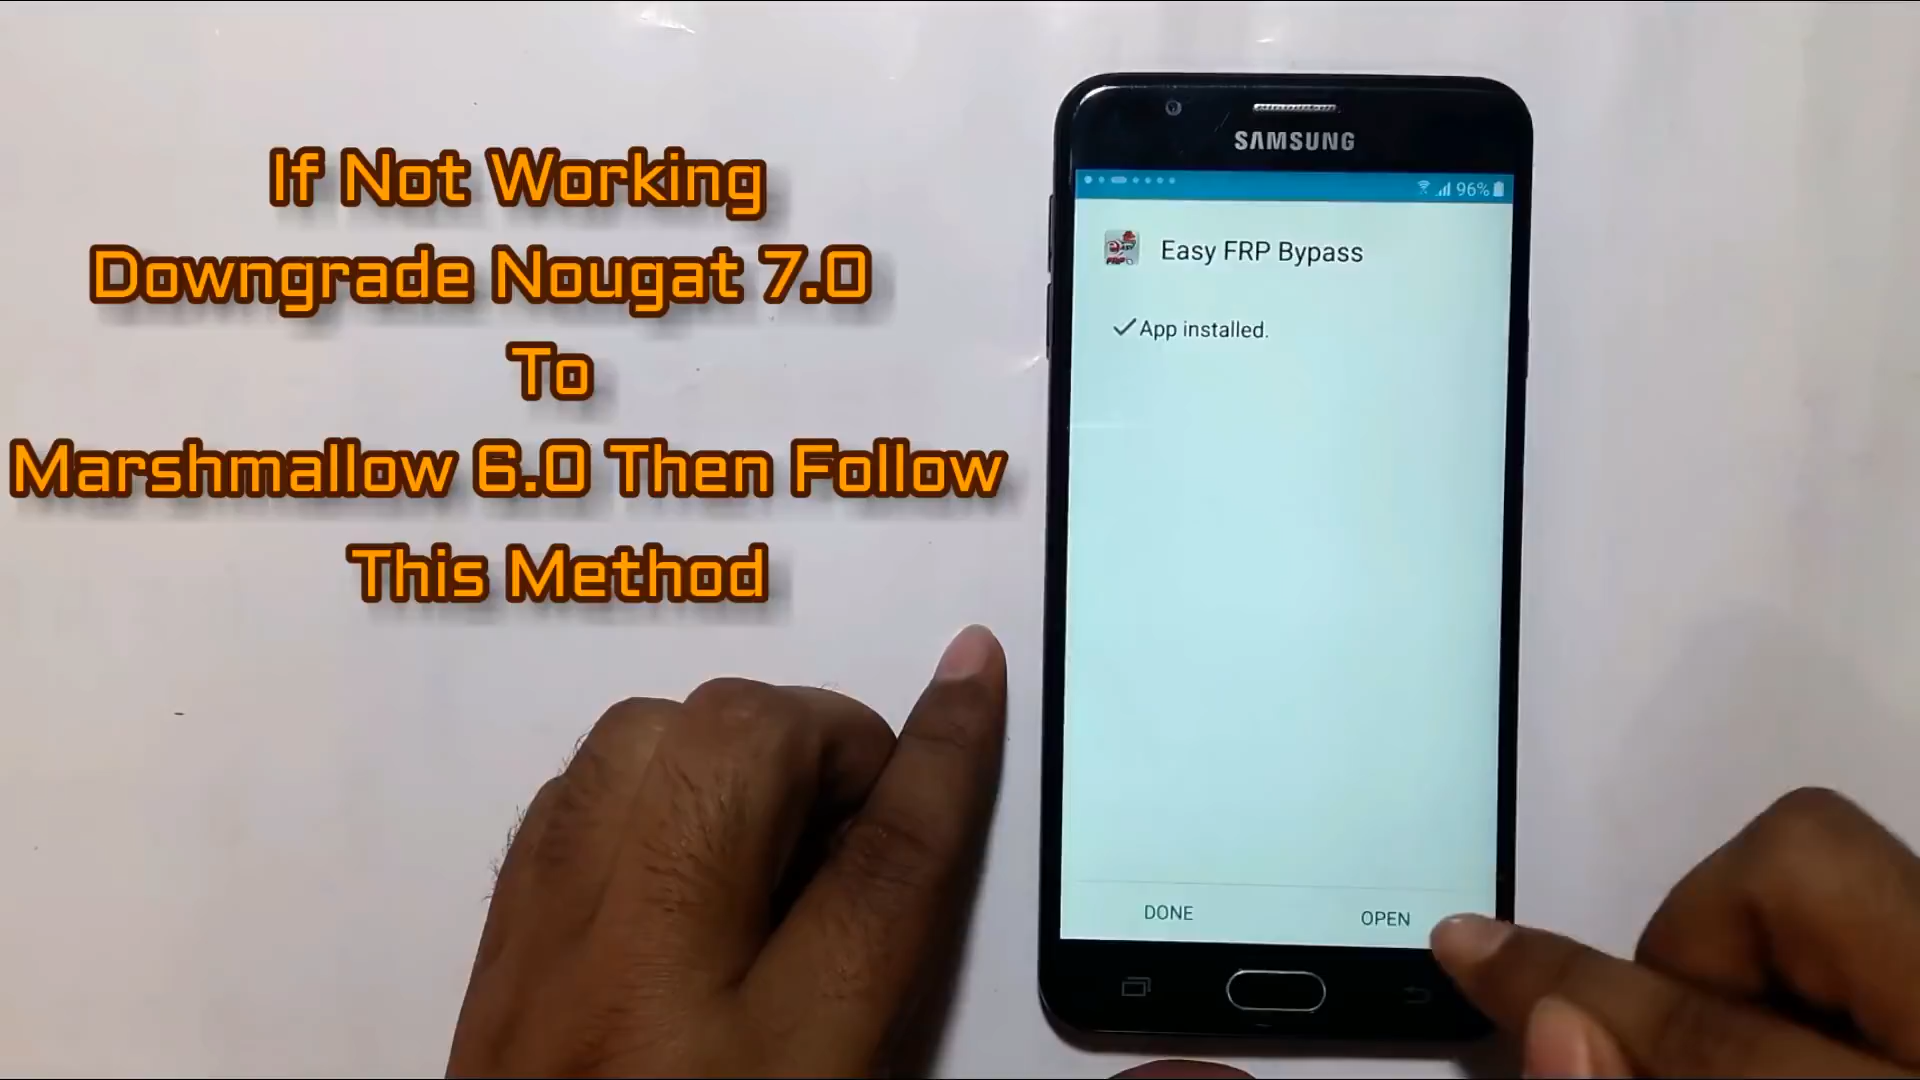 If Not Working
Downgrade Nougat 7.0
To
Marshmallow 6.0 Then Follow
This Method
SAMSUNG
96%
Easy FRP Bypass
App installed.
DONE
OPEN